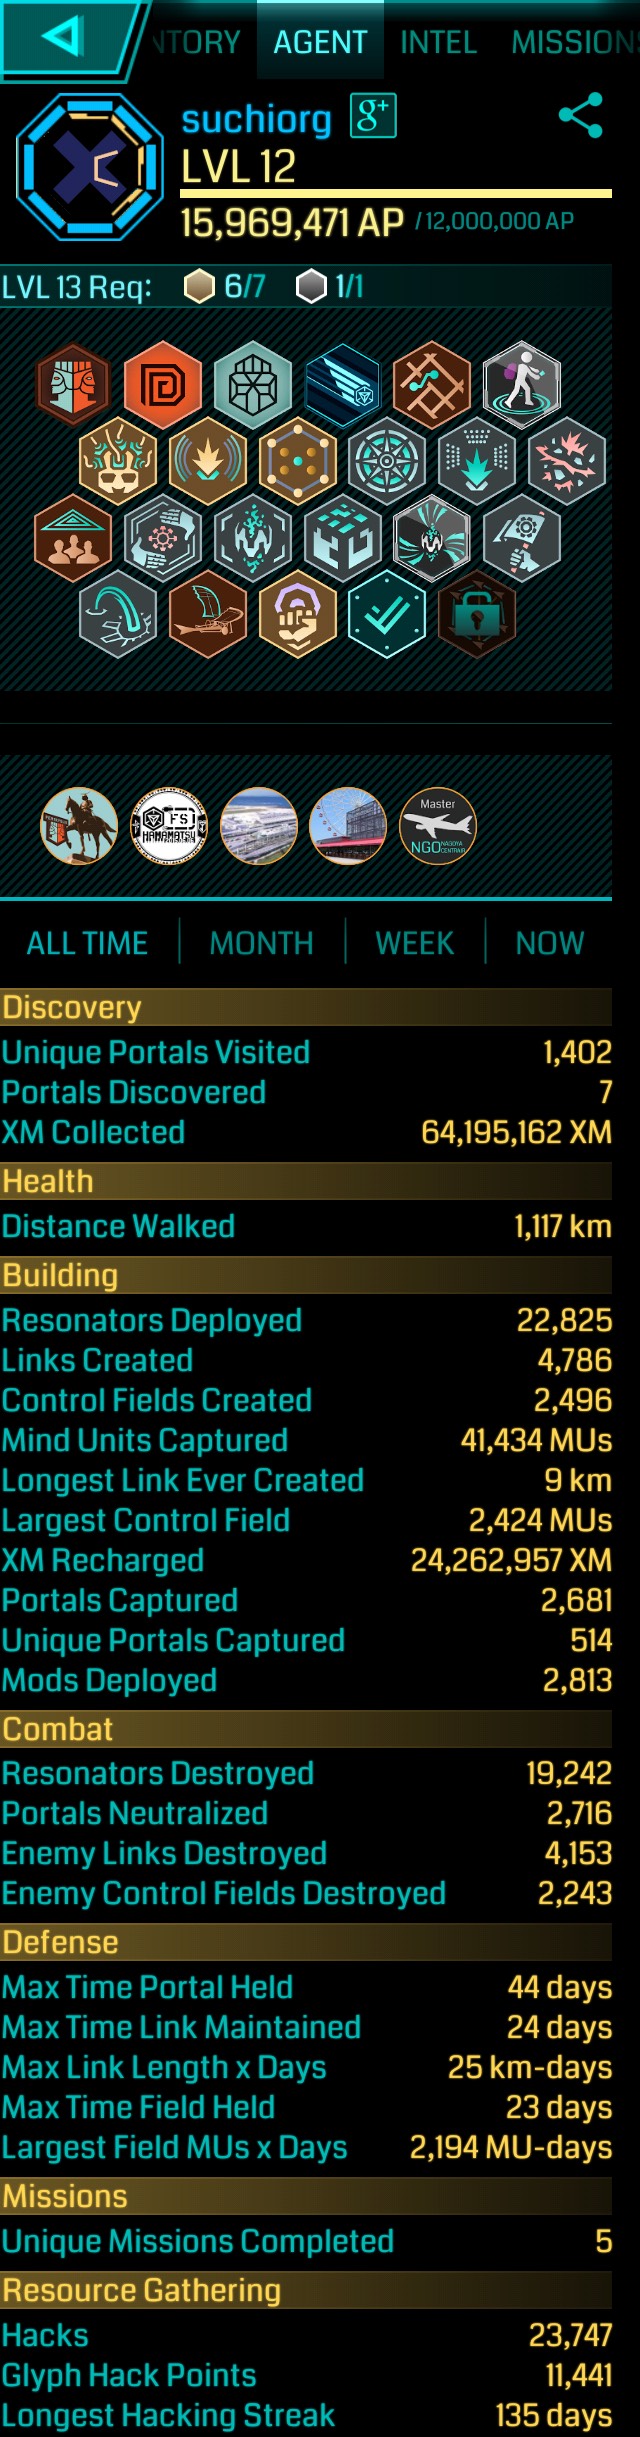 NTORY AGENT INTEL MISSIONS
suchiorg g+
LVL 12
15,969,471 AP / 12,000,000 AP
LVL 13 Req: 6/7 1/1
FS
HAMAMATSU
Master
NGO NAGOYA CENTRAIR
ALL TIME MONTH WEEK NOW
Discovery
Unique Portals Visited 1,402
Portals Discovered 7
XM Collected 64,195,162 XM
Health
Distance Walked 1,117 km
Building
Resonators Deployed 22,825
Links Created 4,786
Control Fields Created 2,496
Mind Units Captured 41,434 MUs
Longest Link Ever Created 9 km
Largest Control Field 2,424 MUs
XM Recharged 24,262,957 XM
Portals Captured 2,681
Unique Portals Captured 514
Mods Deployed 2,813
Combat
Resonators Destroyed 19,242
Portals Neutralized 2,716
Enemy Links Destroyed 4,153
Enemy Control Fields Destroyed 2,243
Defense
Max Time Portal Held 44 days
Max Time Link Maintained 24 days
Max Link Length x Days 25 km-days
Max Time Field Held 23 days
Largest Field MUs x Days 2,194 MU-days
Missions
Unique Missions Completed 5
Resource Gathering
Hacks 23,747
Glyph Hack Points 11,441
Longest Hacking Streak 135 days